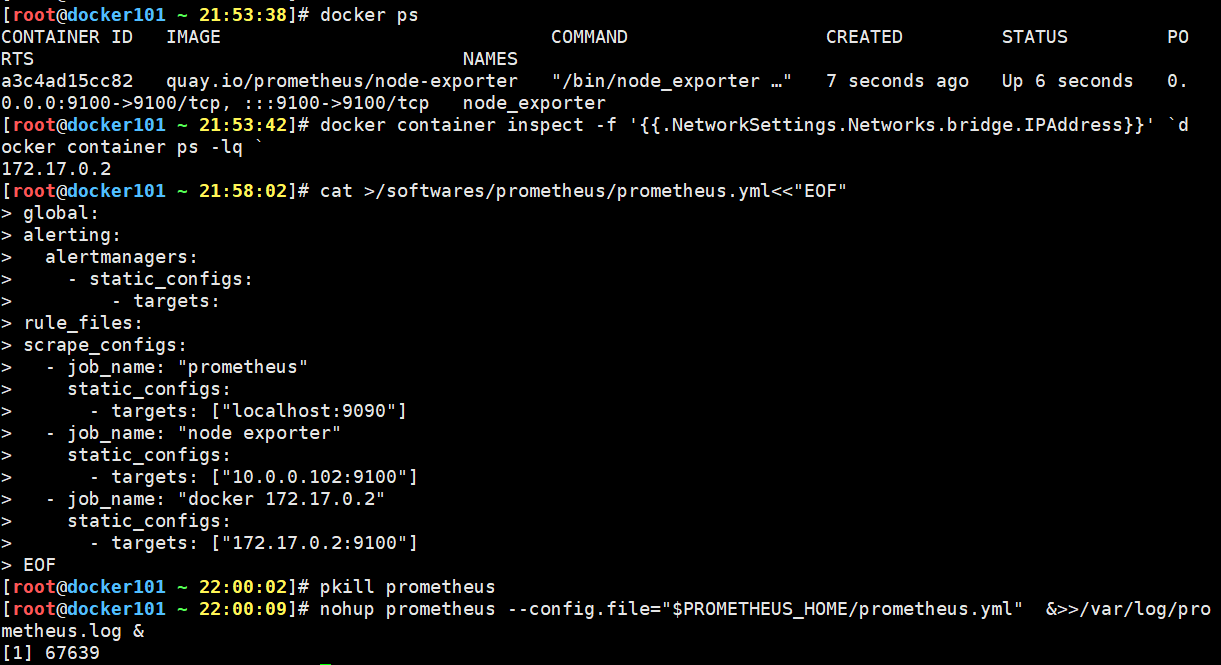 [root@docker101 ~ 21:53:38]# docker ps
CONTAINER ID   IMAGE                              COMMAND                  CREATED         STATUS         PO
RTS                                       NAMES
a3c4ad15cc82   quay.io/prometheus/node-exporter   "/bin/node_exporter …"   7 seconds ago   Up 6 seconds   0.
0.0.0:9100->9100/tcp, :::9100->9100/tcp   node_exporter
[root@docker101 ~ 21:53:42]# docker container inspect -f '{{.NetworkSettings.Networks.bridge.IPAddress}}' `d
ocker container ps -lq `
172.17.0.2
[root@docker101 ~ 21:58:02]# cat >/softwares/prometheus/prometheus.yml<<"EOF"
> global:
> alerting:
>   alertmanagers:
>     - static_configs:
>         - targets:
> rule_files:
> scrape_configs:
>   - job_name: "prometheus"
>     static_configs:
>       - targets: ["localhost:9090"]
>   - job_name: "node exporter"
>     static_configs:
>       - targets: ["10.0.0.102:9100"]
>   - job_name: "docker 172.17.0.2"
>     static_configs:
>       - targets: ["172.17.0.2:9100"]
> EOF
[root@docker101 ~ 22:00:02]# pkill prometheus
[root@docker101 ~ 22:00:09]# nohup prometheus --config.file="$PROMETHEUS_HOME/prometheus.yml"  &>>/var/log/pro
metheus.log &
[1] 67639